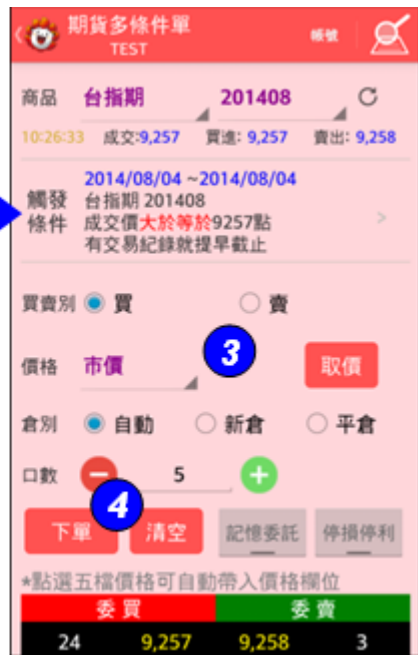 期貨多條件單
TEST
帳號
商品 台指期 201408
10:26:33 成交:9,257 買進: 9,257 賣出: 9,258
2014/08/04 ~2014/08/04
觸發 台指期 201408
條件 成交價大於等於9257點
有交易紀錄就提早截止
買賣別 買 賣
3
價格 市價 取價
倉別 自動 新倉 平倉
口數 5
4
下單 清空 記憶委託 停損停利
*點選五檔價格可自動帶入價格欄位
委買 委賣
24 9,257 9,258 3